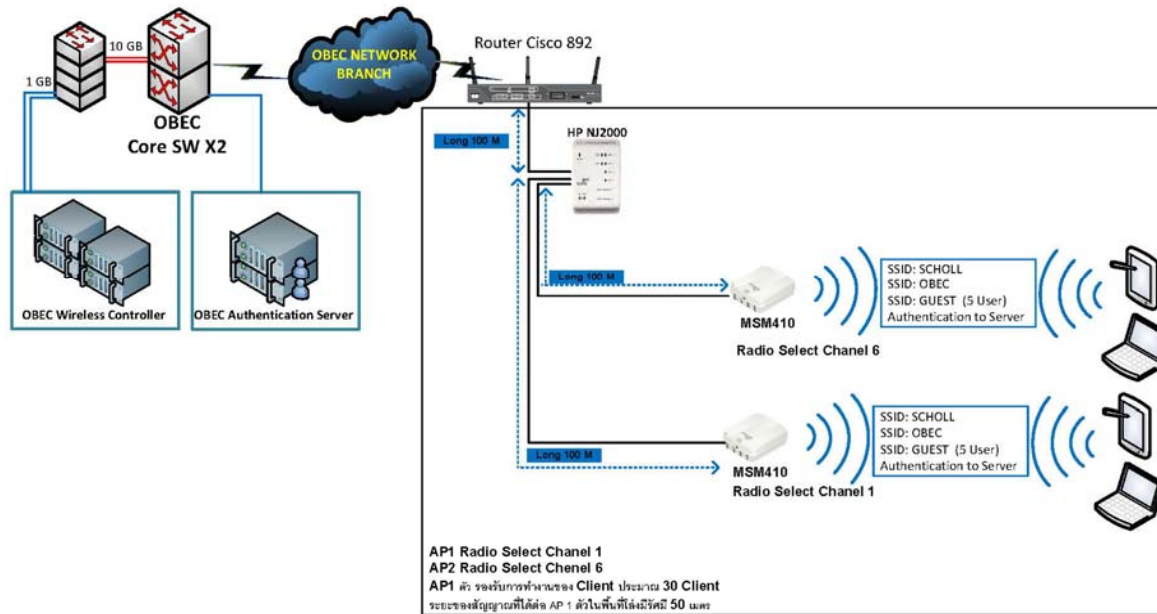 10 GB
1 GB
OBEC
Core SW X2
OBEC NETWORK
BRANCH
Router Cisco 892
OBEC Wireless Controller
OBEC Authentication Server
Long 100 M
HP NJ2000
Long 100 M
MSM410
Radio Select Chanel 6
SSID: SCHOLL
SSID: OBEC
SSID: GUEST (5 User)
Authentication to Server
Long 100 M
MSM410
Radio Select Chanel 1
SSID: SCHOLL
SSID: OBEC
SSID: GUEST (5 User)
Authentication to Server
AP1 Radio Select Chanel 1
AP2 Radio Select Chenel 6
AP1 ตัว รองรับการทำงานของ Client ประมาณ 30 Client
ระยะของสัญญาณที่ได้ต่อ AP 1 ตัวในพื้นที่โล่งมีรัศมี 50 เมตร